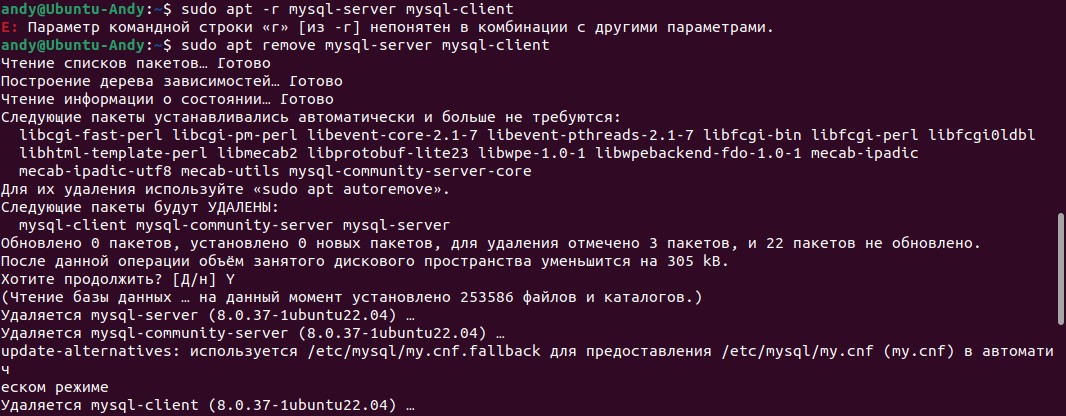 andy@Ubuntu-Andy:~$ sudo apt -r mysql-server mysql-client
E: Параметр командной строки «r» [из -r] непонятен в комбинации с другими параметрами.
andy@Ubuntu-Andy:~$ sudo apt remove mysql-server mysql-client
Чтение списков пакетов… Готово
Построение дерева зависимостей… Готово
Чтение информации о состоянии… Готово
Следующие пакеты устанавливались автоматически и больше не требуются:
  libcgi-fast-perl libcgi-pm-perl libevent-core-2.1-7 libevent-pthreads-2.1-7 libfcgi-bin libfcgi-perl libfcgi0ldbl
  libhtml-template-perl libmecab2 libprotobuf-lite23 libwpe-1.0-1 libwpebackend-fdo-1.0-1 mecab-ipadic
  mecab-ipadic-utf8 mecab-utils mysql-community-server-core
Для их удаления используйте «sudo apt autoremove».
Следующие пакеты будут УДАЛЕНЫ:
  mysql-client mysql-community-server mysql-server
Обновлено 0 пакетов, установлено 0 новых пакетов, для удаления отмечено 3 пакетов, и 22 пакетов не обновлено.
После данной операции объём занятого дискового пространства уменьшится на 305 kB.
Хотите продолжить? [Д/н] Y
(Чтение базы данных … на данный момент установлено 253586 файлов и каталогов.)
Удаляется mysql-server (8.0.37-1ubuntu22.04) …
Удаляется mysql-community-server (8.0.37-1ubuntu22.04) …
update-alternatives: используется /etc/mysql/my.cnf.fallback для предоставления /etc/mysql/my.cnf (my.cnf) в автомати
ч
еском режиме
Удаляется mysql-client (8.0.37-1ubuntu22.04) …